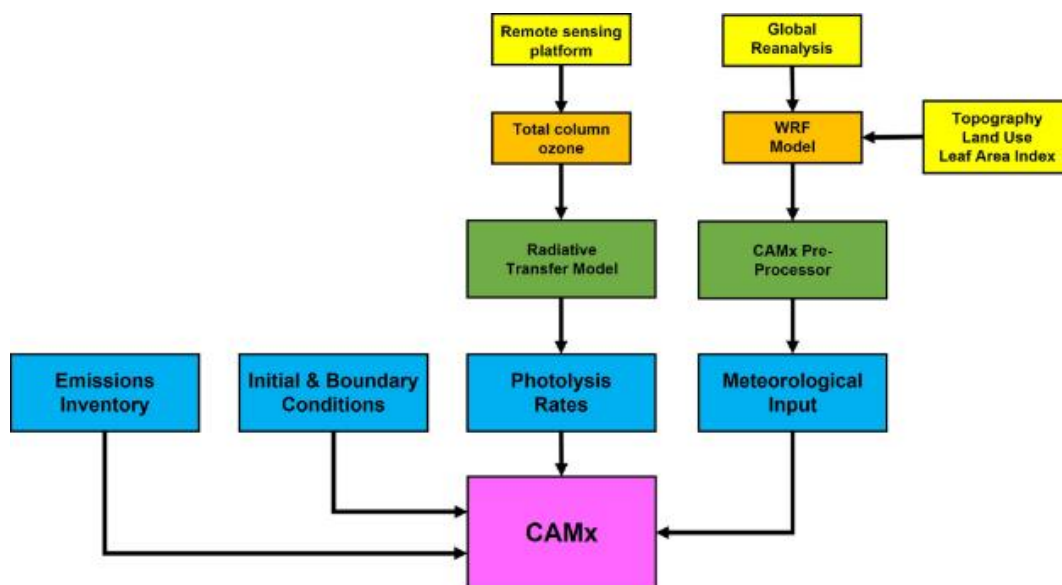 Remote sensing
platform
Global
Reanalysis
Total column
ozone
WRF
Model
Topography
Land Use
Leaf Area Index
Radiative
Transfer Model
CAMx Pre-
Processor
Emissions
Inventory
Initial & Boundary
Conditions
Photolysis
Rates
Meteorological
Input
CAMx